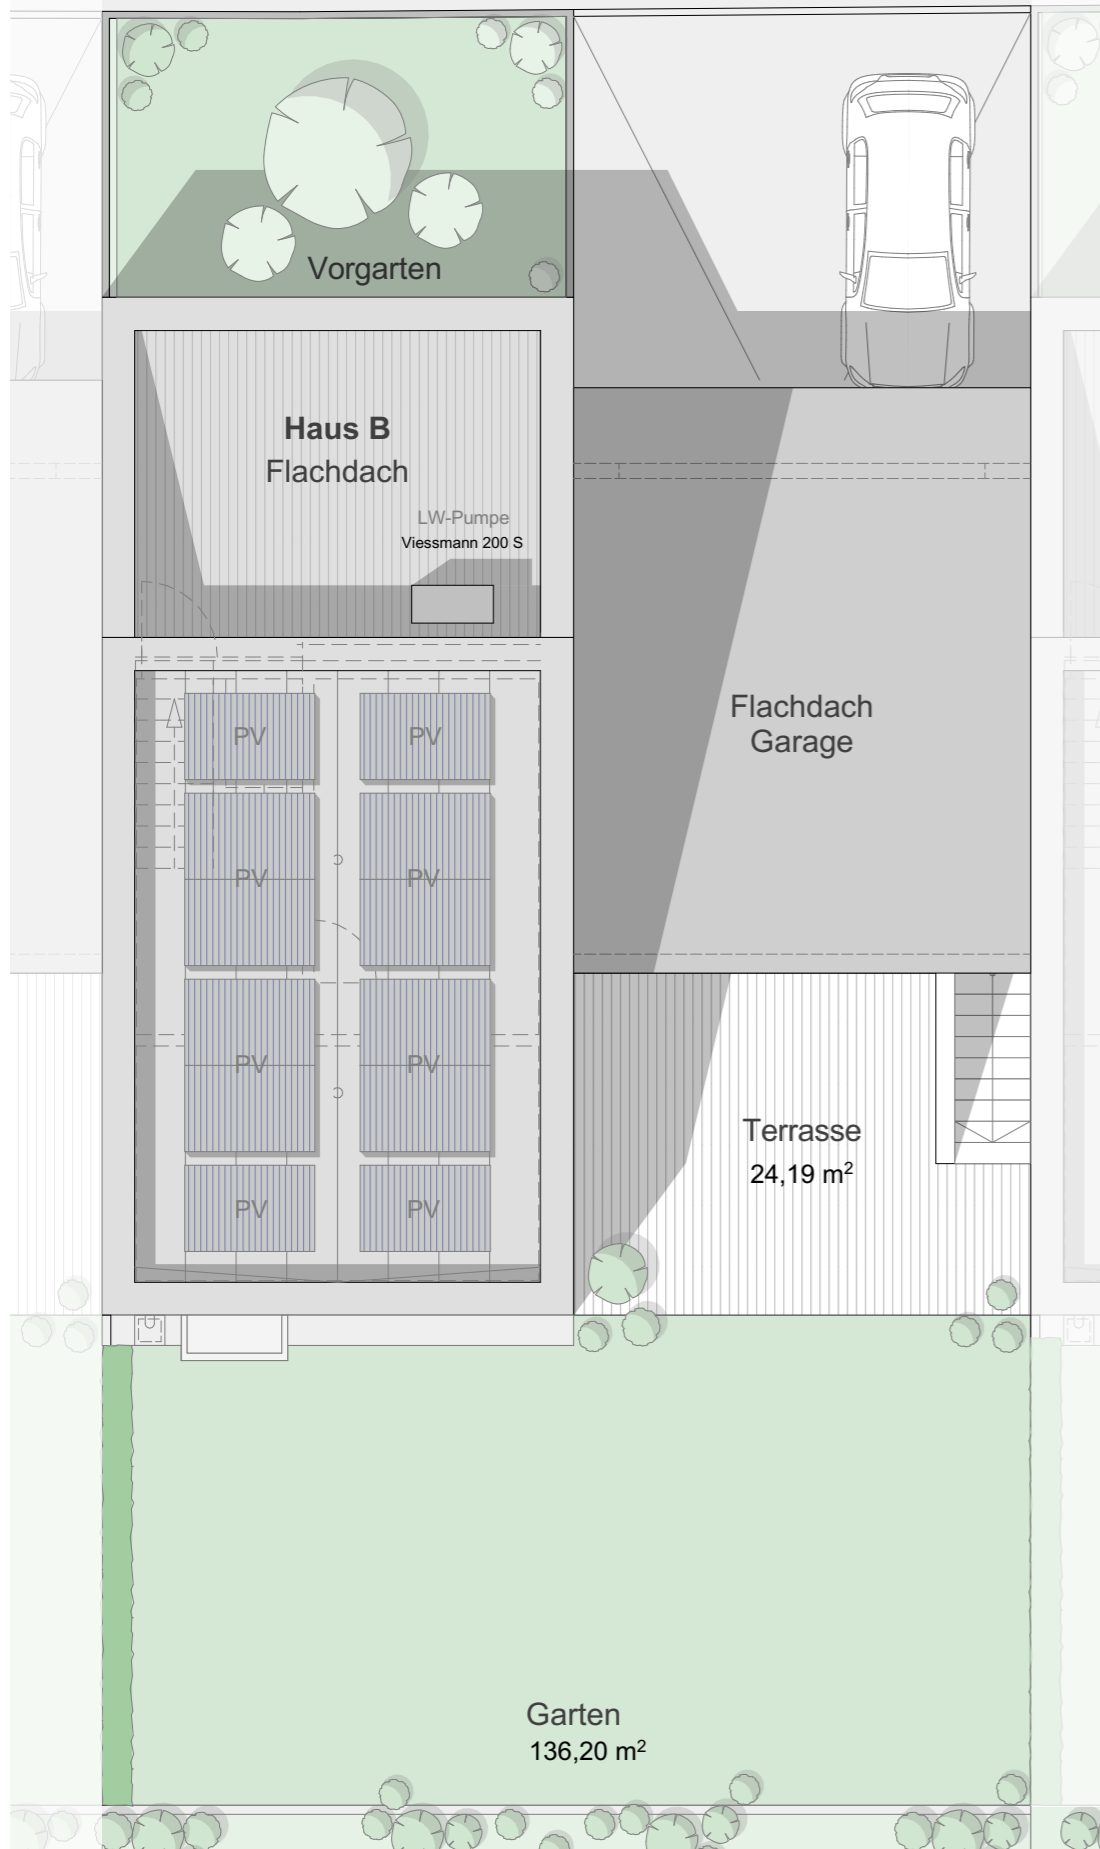 Vorgarten
Haus B
Flachdach
LW-Pumpe
Viessmann 200 S
Flachdach
Garage
PV
PV
PV
PV
PV
PV
PV
PV
Terrasse
24,19 m²
Garten
136,20 m²